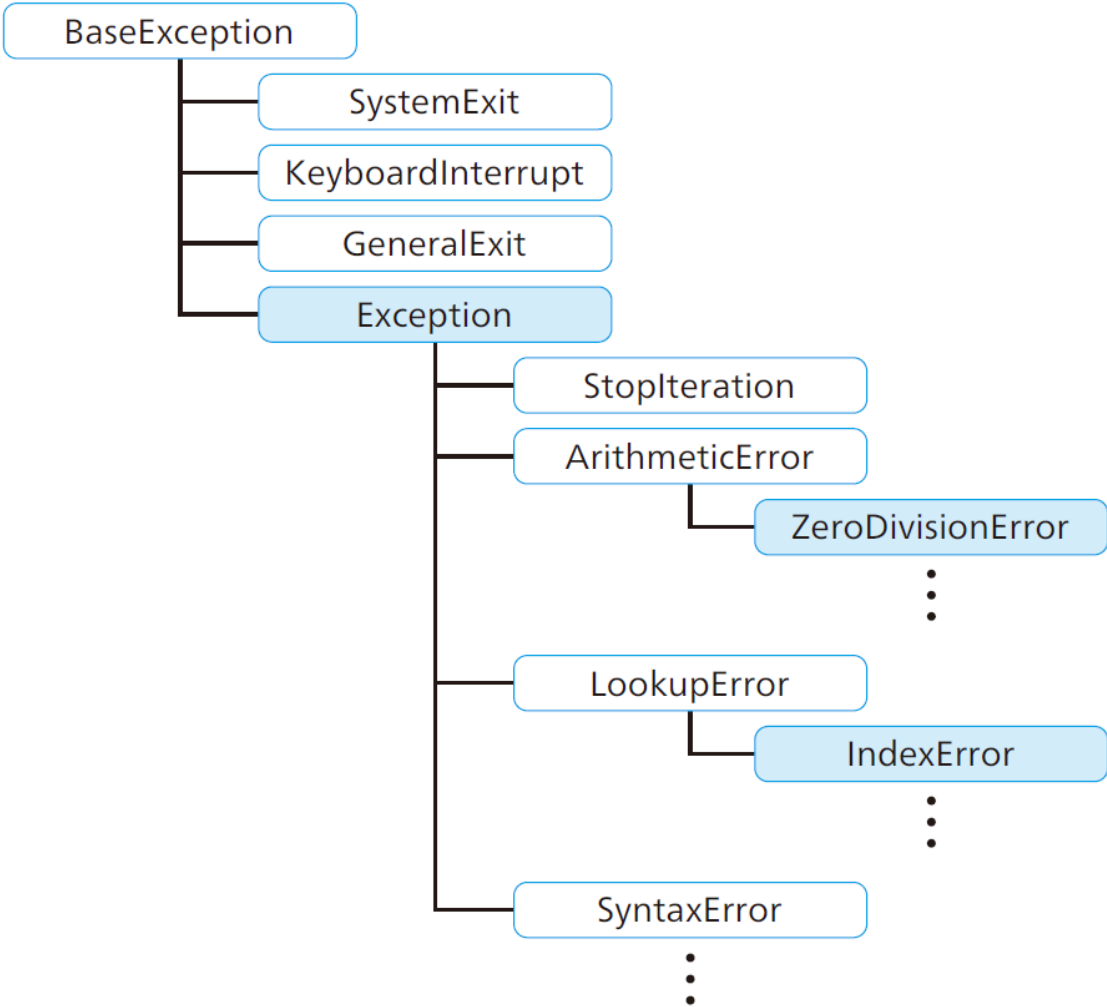 BaseException
SystemExit
KeyboardInterrupt
GeneralExit
Exception
StopIteration
ArithmeticError
ZeroDivisionError
LookupError
IndexError
SyntaxError